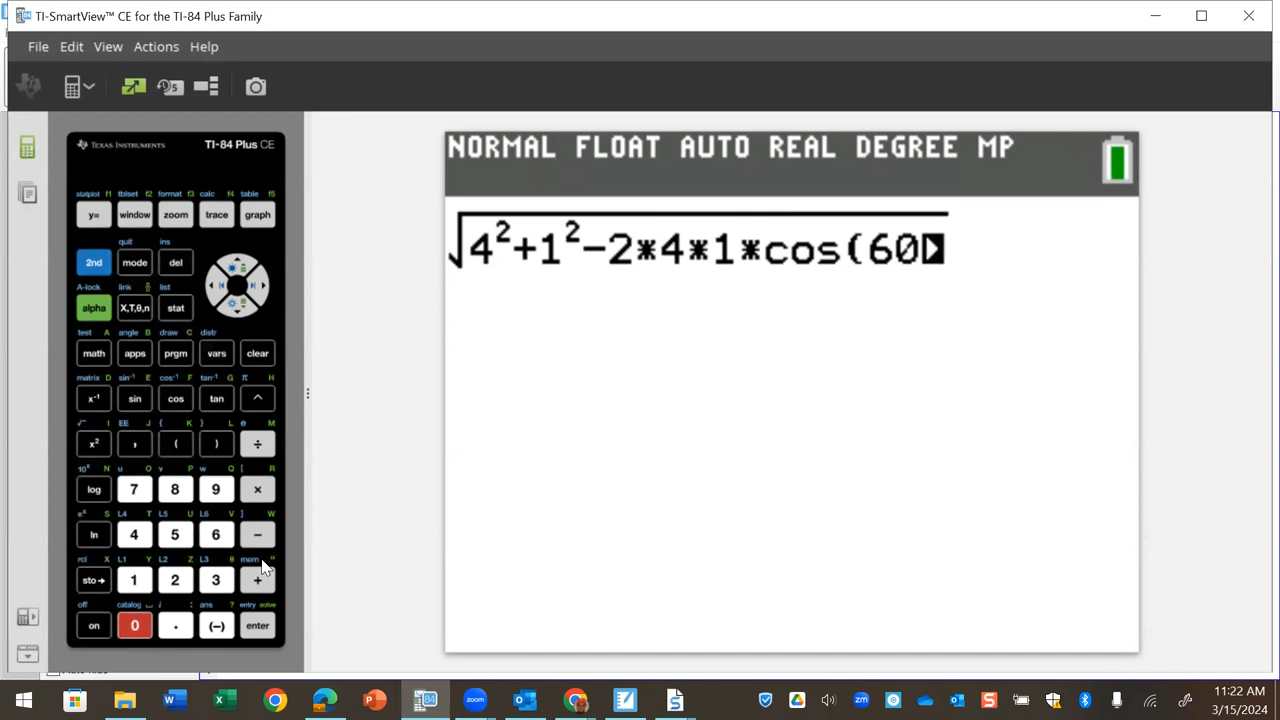 TI-SmartView™ CE for the TI-84 Plus Family
File Edit View Actions Help
TEXAS INSTRUMENTS TI-84 Plus CE
NORMAL FLOAT AUTO REAL DEGREE MP
√4²+1²-2*4*1*cos(60
statplot f1 tblset f2 format f3 calc f4 table f5
y= window zoom trace graph
quit ins
2nd mode del
A-lock link list
alpha X,T,θ,n stat
test A angle B draw C distr
math apps prgm vars clear
matrix D sin⁻¹ E cos⁻¹ F tan⁻¹ G π H
x⁻¹ sin cos tan ^
√ I EE J { K } L e M
x² , ( ) ÷
10ˣ N u O v P w Q [ R
log 7 8 9 ×
eˣ S L4 T L5 U L6 V ] W
ln 4 5 6 −
rcl X L1 Y L2 Z L3 θ mem "
sto→ 1 2 3 +
off catalog i : ans ? entry solve
on 0 . (−) enter
11:22 AM
3/15/2024